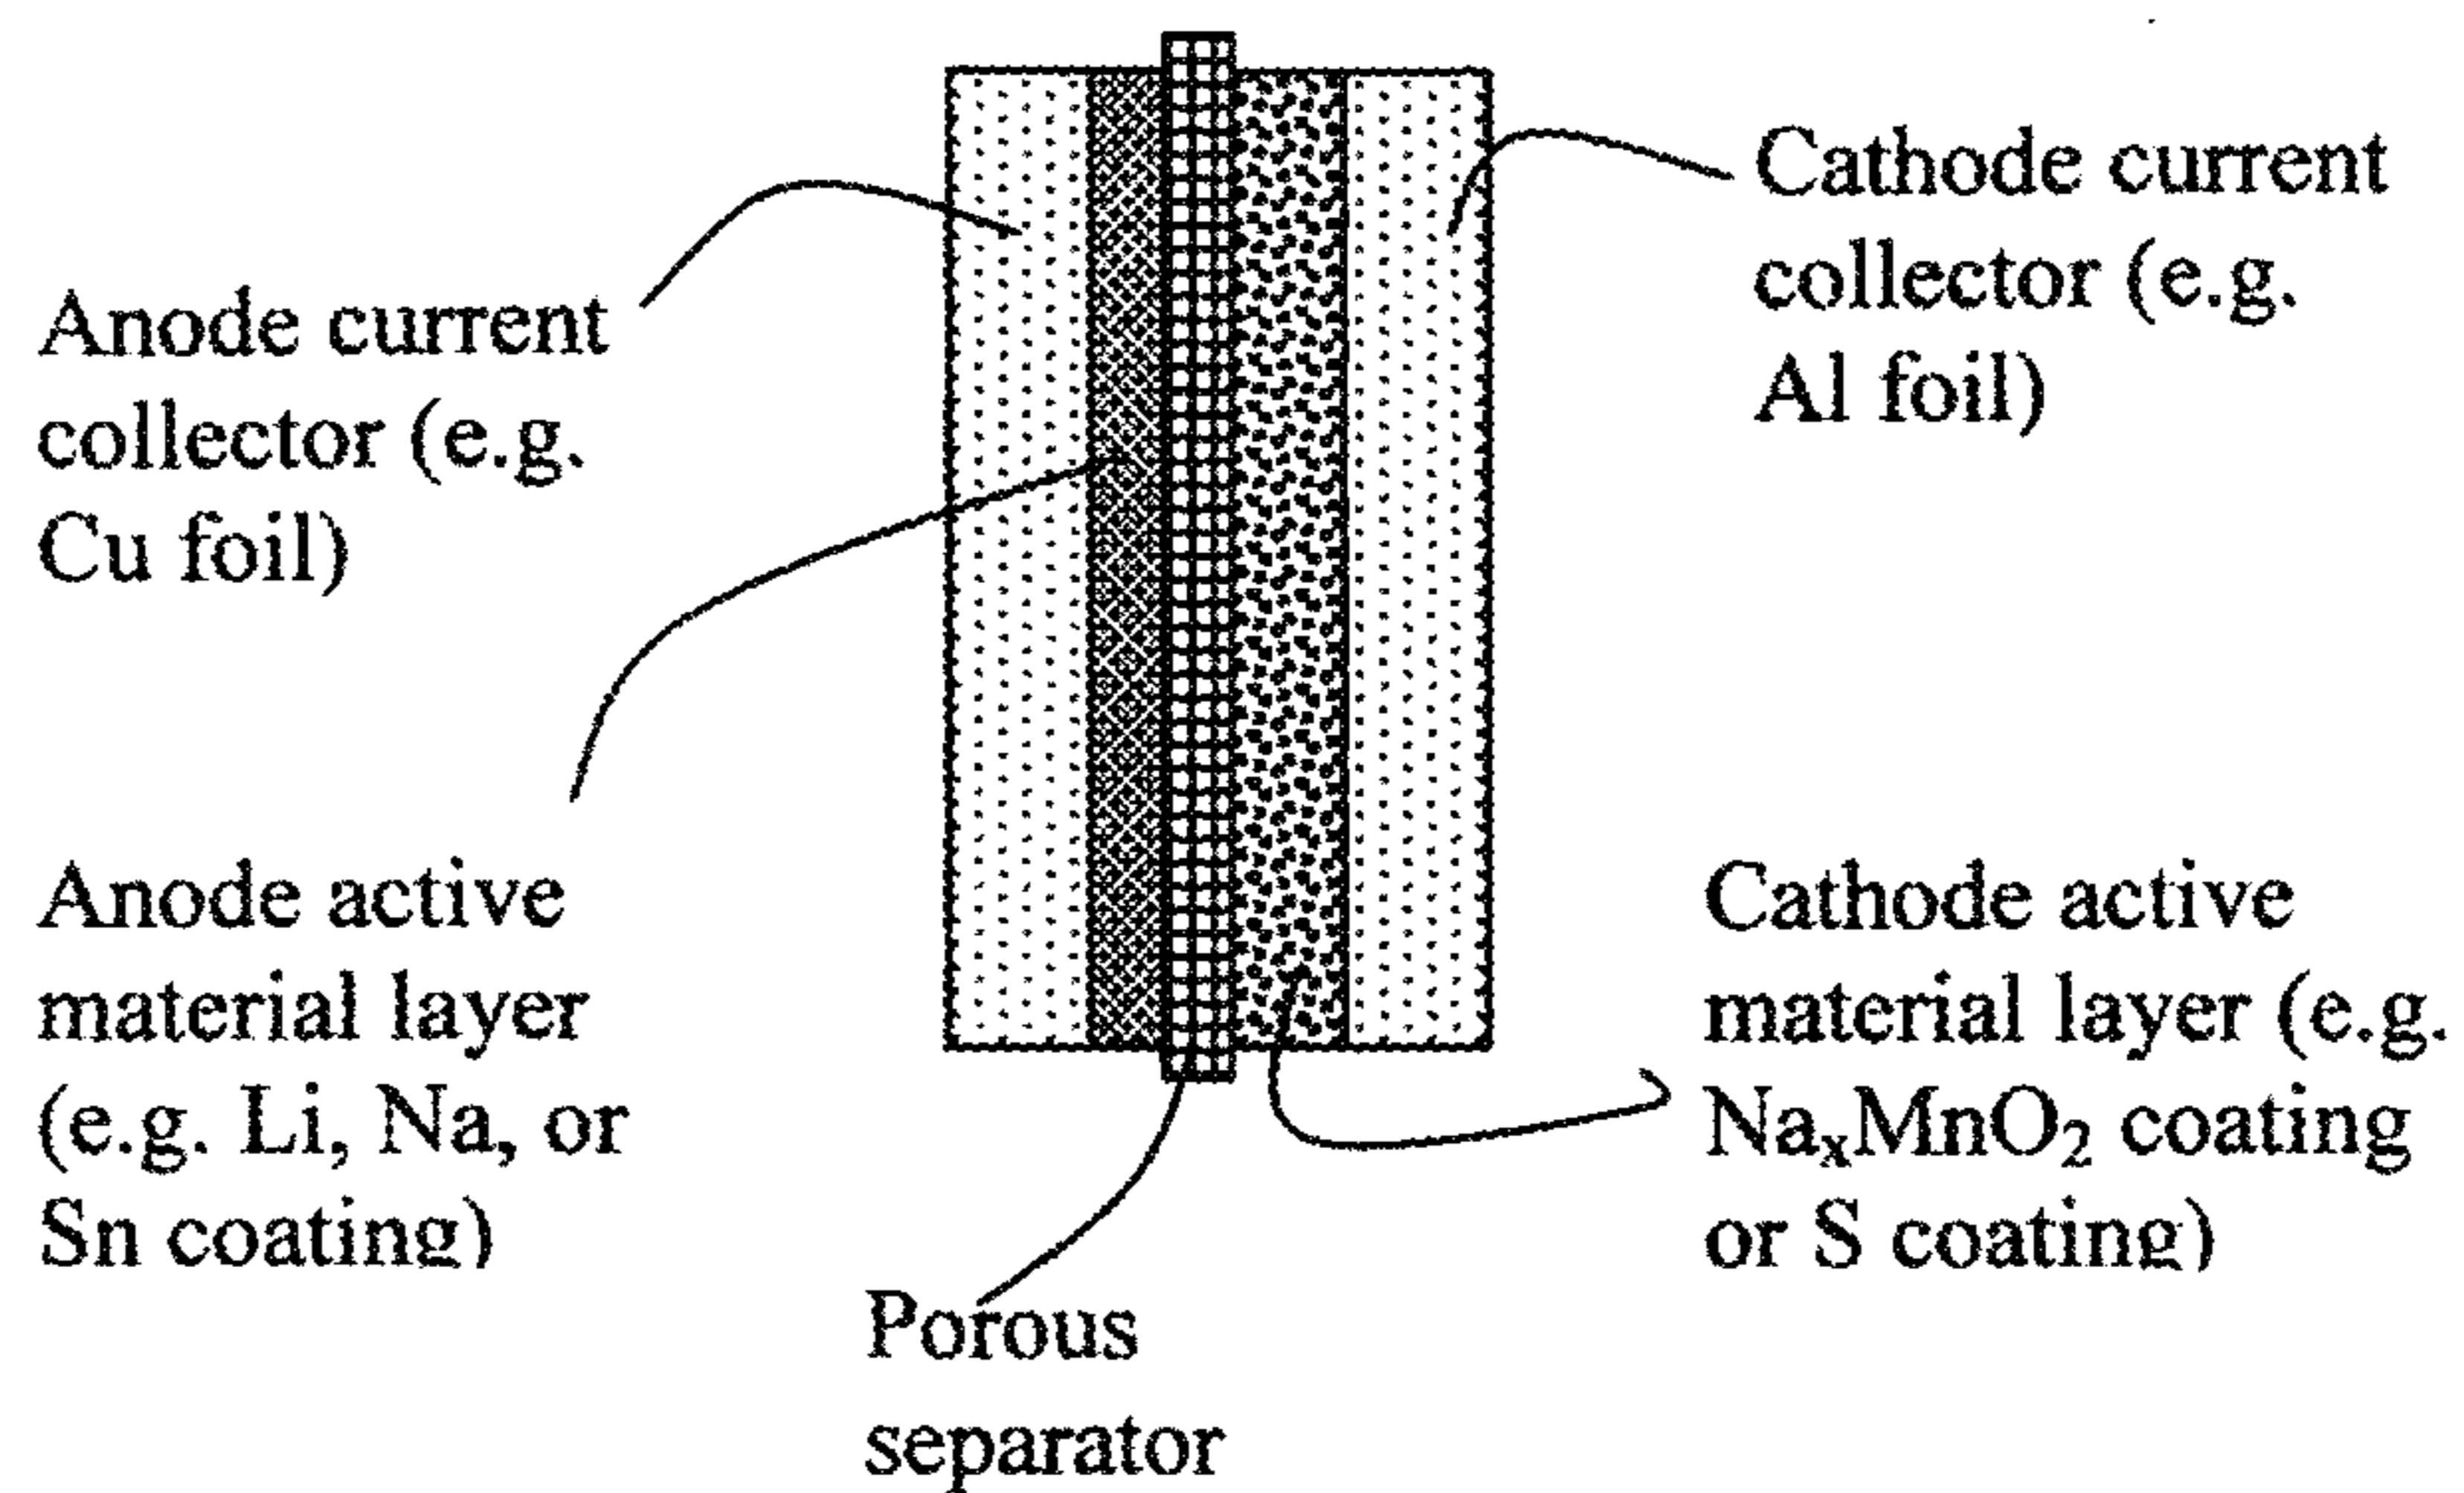 Anode current
collector (e.g.
Cu foil)
Anode active
material layer
(e.g. Li, Na, or
Sn coating)
Porous
separator
Cathode current
collector (e.g.
Al foil)
Cathode active
material layer (e.g.
NaₓMnO₂ coating
or S coating)